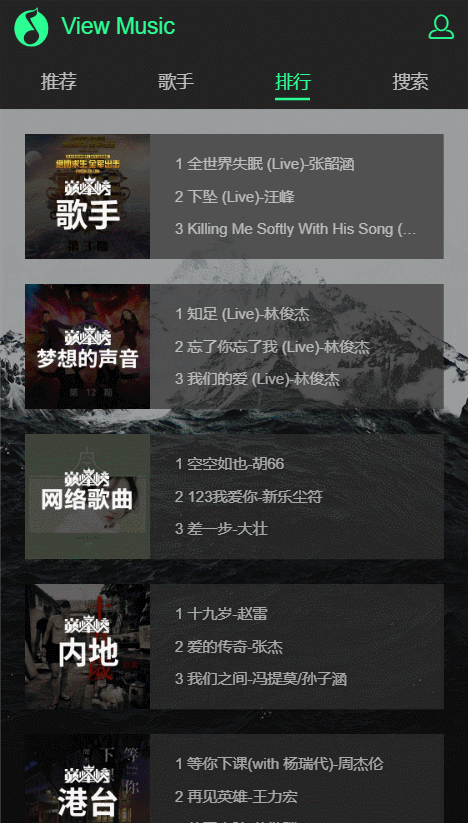 View Music
推荐 歌手 排行 搜索
巅峰榜
歌手
第 3 期
1 全世界失眠 (Live)-张韶涵
2 下坠 (Live)-汪峰
3 Killing Me Softly With His Song (...
巅峰榜
梦想的声音
第 12 期
1 知足 (Live)-林俊杰
2 忘了你忘了我 (Live)-林俊杰
3 我们的爱 (Live)-林俊杰
巅峰榜
网络歌曲
1 空空如也-胡66
2 123我爱你-新乐尘符
3 差一步-大壮
巅峰榜
内地
1 十九岁-赵雷
2 爱的传奇-张杰
3 我们之间-冯提莫/孙子涵
巅峰榜
港台
等你
下课
1 等你下课(with 杨瑞代)-周杰伦
2 再见英雄-王力宏